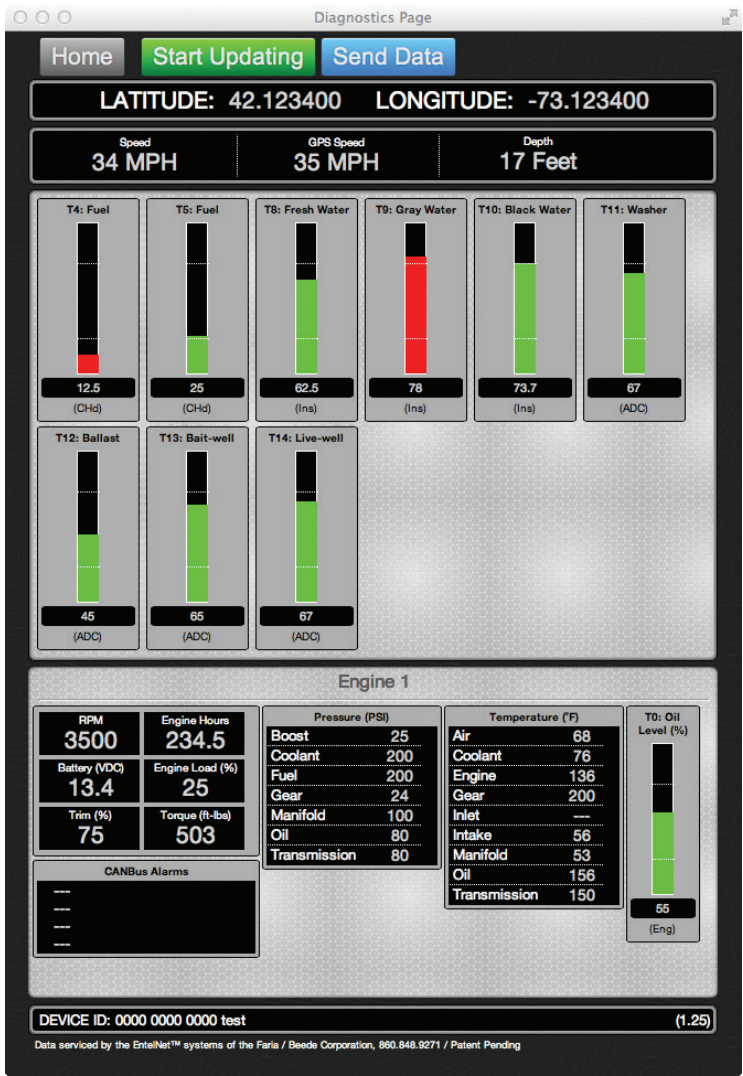 Diagnostics Page
Home Start Updating Send Data
LATITUDE: 42.123400 LONGITUDE: -73.123400
Speed GPS Speed Depth
34 MPH 35 MPH 17 Feet
T4: Fuel T5: Fuel T8: Fresh Water T9: Gray Water T10: Black Water T11: Washer
12.5 25 62.5 78 73.7 67
(CHd) (CHd) (Ins) (Ins) (Ins) (ADC)
T12: Ballast T13: Bait-well T14: Live-well
45 65 67
(ADC) (ADC) (ADC)
Engine 1
RPM Engine Hours
3500 234.5
Battery (VDC) Engine Load (%)
13.4 25
Trim (%) Torque (ft-lbs)
75 503
CANBus Alarms
---
---
---
---
Pressure (PSI)
Boost 25
Coolant 200
Fuel 200
Gear 24
Manifold 100
Oil 80
Transmission 80
Temperature (˚F)
Air 68
Coolant 76
Engine 136
Gear 200
Inlet ---
Intake 56
Manifold 53
Oil 156
Transmission 150
T0: Oil
Level (%)
55
(Eng)
DEVICE ID: 0000 0000 0000 test (1.25)
Data serviced by the EntelNet™ systems of the Faria / Beede Corporation, 860.848.9271 / Patent Pending